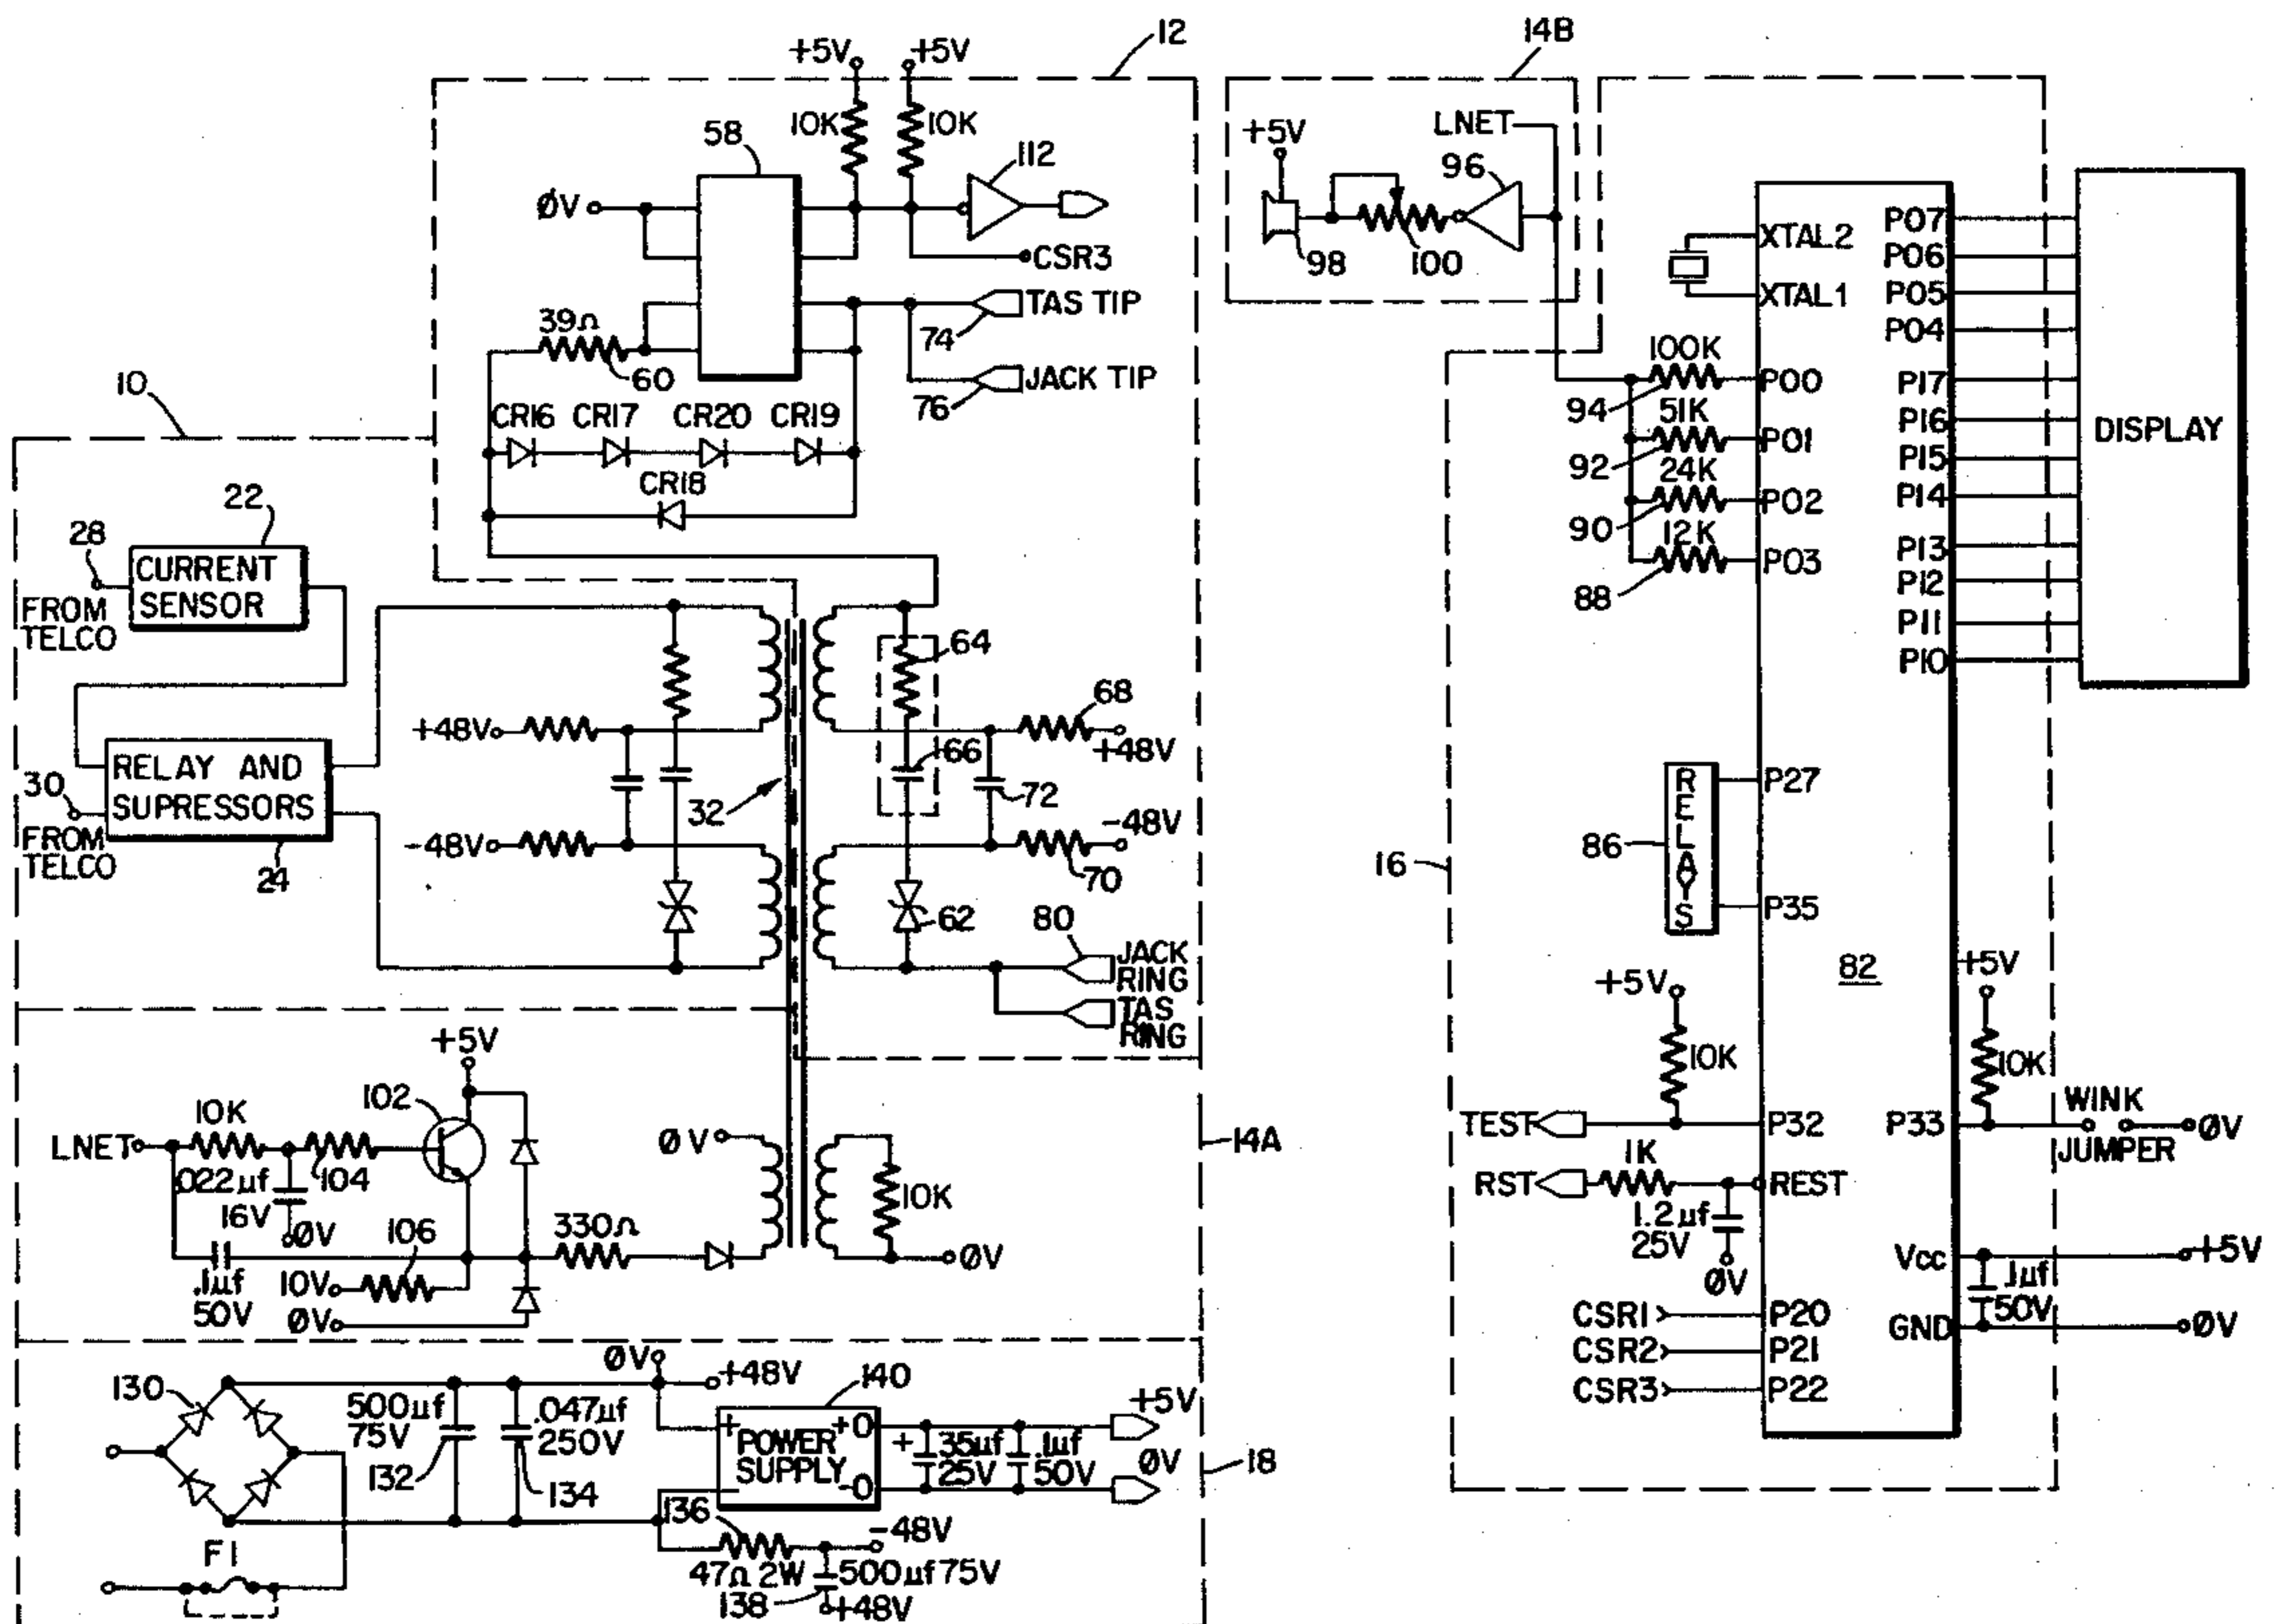 12
14B
+5V
+5V
10K
10K
58
112
ØV
CSR3
TAS TIP
74
JACK TIP
76
39Ω
60
10
CR16
CR17
CR20
CR19
CR18
22
28
CURRENT
SENSOR
FROM
TELCO
64
68
+48V
+48V
66
RELAY AND
SUPRESSORS
30
FROM
TELCO
24
32
72
-48V
-48V
70
62
80
JACK
RING
TAS
RING
+5V
102
10K
LNET
104
.022µf
16V
ØV
106
.1µf
50V
10V
ØV
330Ω
ØV
10K
ØV
14A
130
500µf
75V
132
.047µf
250V
134
ØV
+48V
140
+
+0
POWER
SUPPLY
-
-0
+
35µf
25V
.1µf
50V
+5V
ØV
18
136
-48V
47Ω 2W
500µf 75V
138
+48V
F1
+5V
LNET
96
98
100
XTAL2
XTAL1
100K
P00
94
51K
P01
92
24K
P02
90
12K
P03
88
P07
P06
P05
P04
P17
P16
P15
P14
P13
P12
P11
P10
DISPLAY
RELAYS
86
P27
P35
16
82
+5V
10K
TEST
P32
1K
RST
REST
1.2µf
25V
ØV
+5V
10K
P33
WINK
JUMPER
ØV
Vcc
+5V
.1µf
50V
GND
ØV
CSR1
P20
CSR2
P21
CSR3
P22